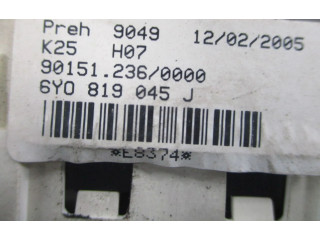 Preh 9049 12/02/2005
K25 H07
90151.236/0000
6Y0 819 045 J
*E8374*